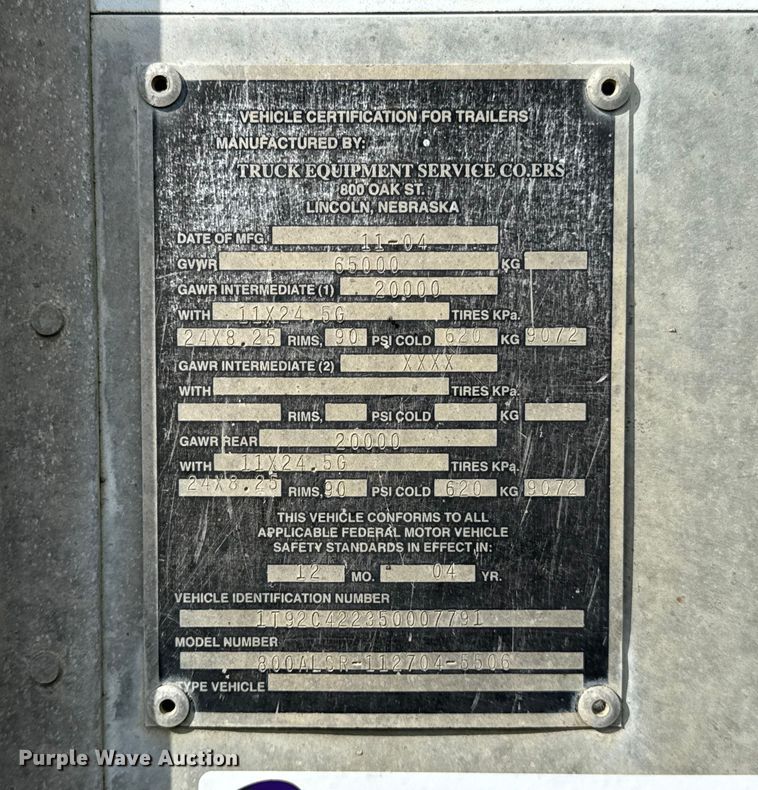 VEHICLE CERTIFICATION FOR TRAILERS
MANUFACTURED BY:
TRUCK EQUIPMENT SERVICE CO.ERS
800 OAK ST.
LINCOLN, NEBRASKA
DATE OF MFG. 11-04
GVWR 65000 KG
GAWR INTERMEDIATE (1) 20000
WITH 11X24.5G TIRES KPa.
24X8.25 RIMS, 90 PSI COLD 620 KG 9072
GAWR INTERMEDIATE (2) XXXX
WITH TIRES KPa.
RIMS, PSI COLD KG
GAWR REAR 20000
WITH 11X24.5G TIRES KPa.
24X8.25 RIMS, 90 PSI COLD 620 KG 9072
THIS VEHICLE CONFORMS TO ALL
APPLICABLE FEDERAL MOTOR VEHICLE
SAFETY STANDARDS IN EFFECT IN:
12 MO. 04 YR.
VEHICLE IDENTIFICATION NUMBER
1T92C422350007791
MODEL NUMBER
800ALCR-112704-5506
TYPE VEHICLE
Purple Wave Auction